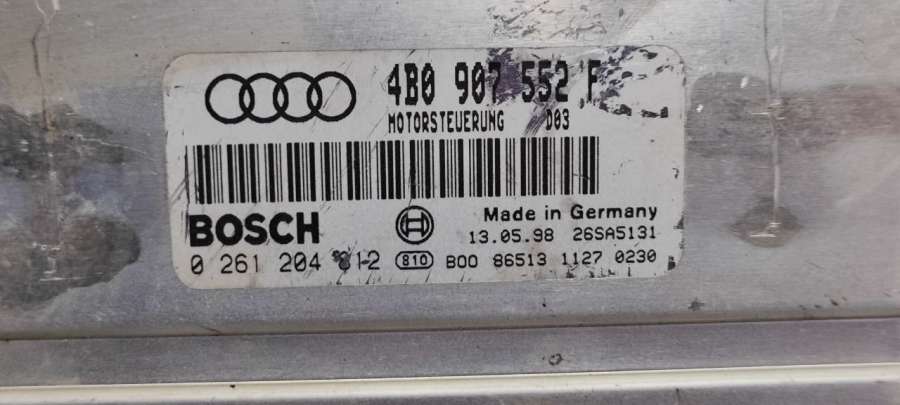 4B0 907 552 F
MOTORSTEUERUNG D03
BOSCH
Made in Germany
13.05.98 26SA5131
0 261 204 812 810 B00 86513 1127 0230